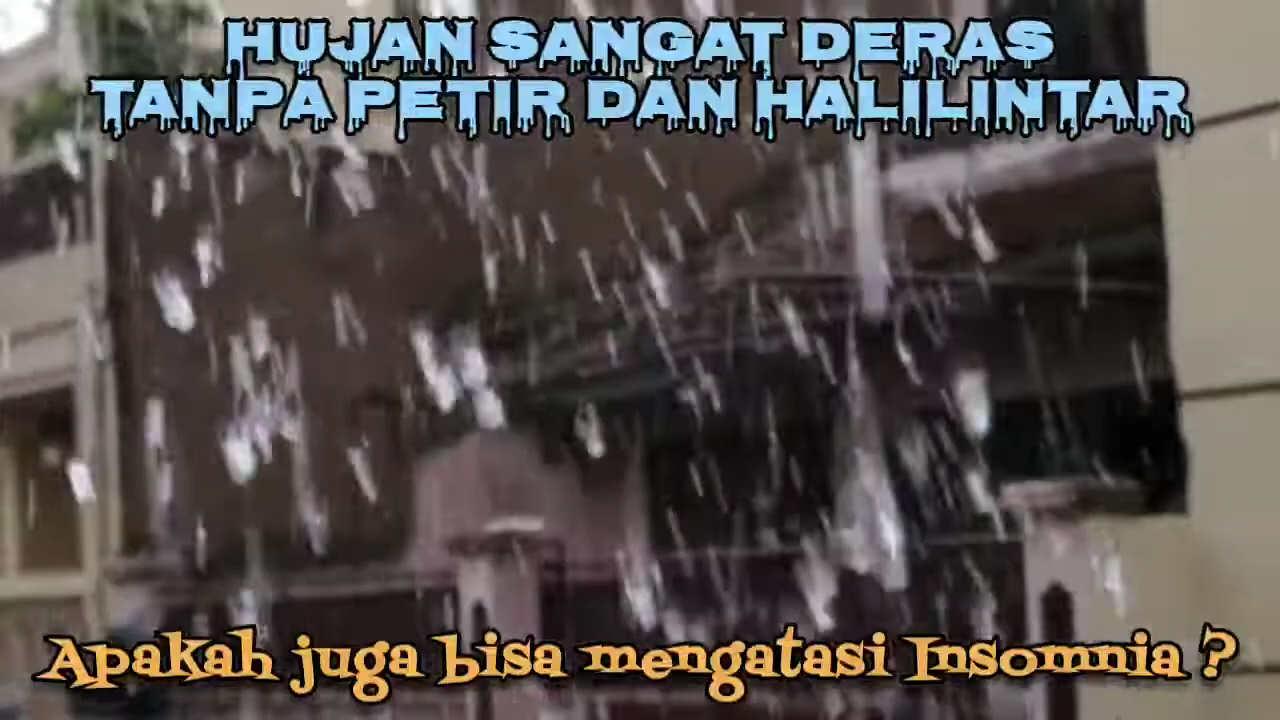 HUJAN SANGAT DERAS
TANPA PETIR DAN HALILINTAR
Apakah juga bisa mengatasi Insomnia ?